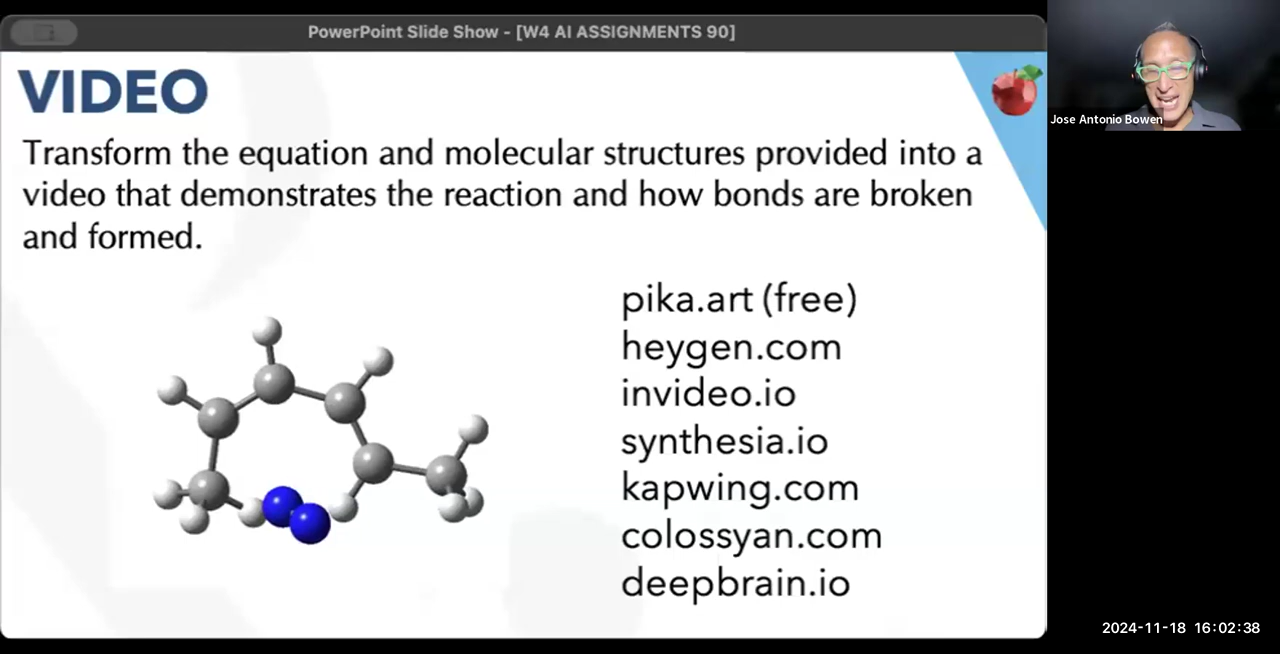 PowerPoint Slide Show - [W4 AI ASSIGNMENTS 90]
VIDEO
Transform the equation and molecular structures provided into a
video that demonstrates the reaction and how bonds are broken
and formed.
pika.art (free)
heygen.com
invideo.io
synthesia.io
kapwing.com
colossyan.com
deepbrain.io
Jose Antonio Bowen
2024-11-18 16:02:38